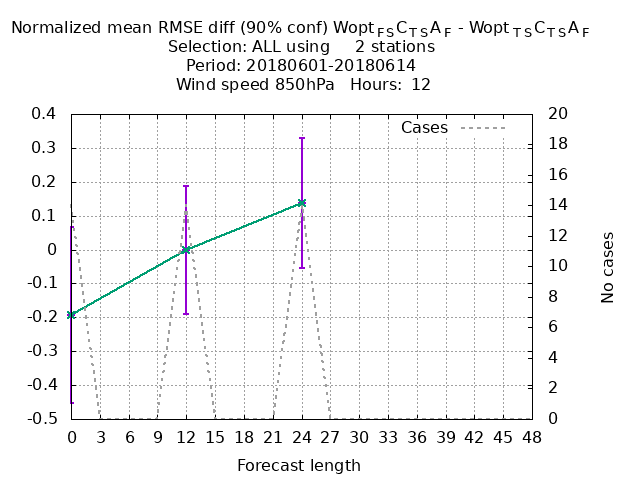 Normalized mean RMSE diff (90% conf) Wopt FS C TS A F - Wopt TS C TS A F
Selection: ALL using 2 stations
Period: 20180601-20180614
Wind speed 850hPa Hours: 12
Cases
0.4
0.3
0.2
0.1
0
-0.1
-0.2
-0.3
-0.4
-0.5
20
18
16
14
12
10
8
6
4
2
0
No cases
0 3 6 9 12 15 18 21 24 27 30 33 36 39 42 45 48
Forecast length